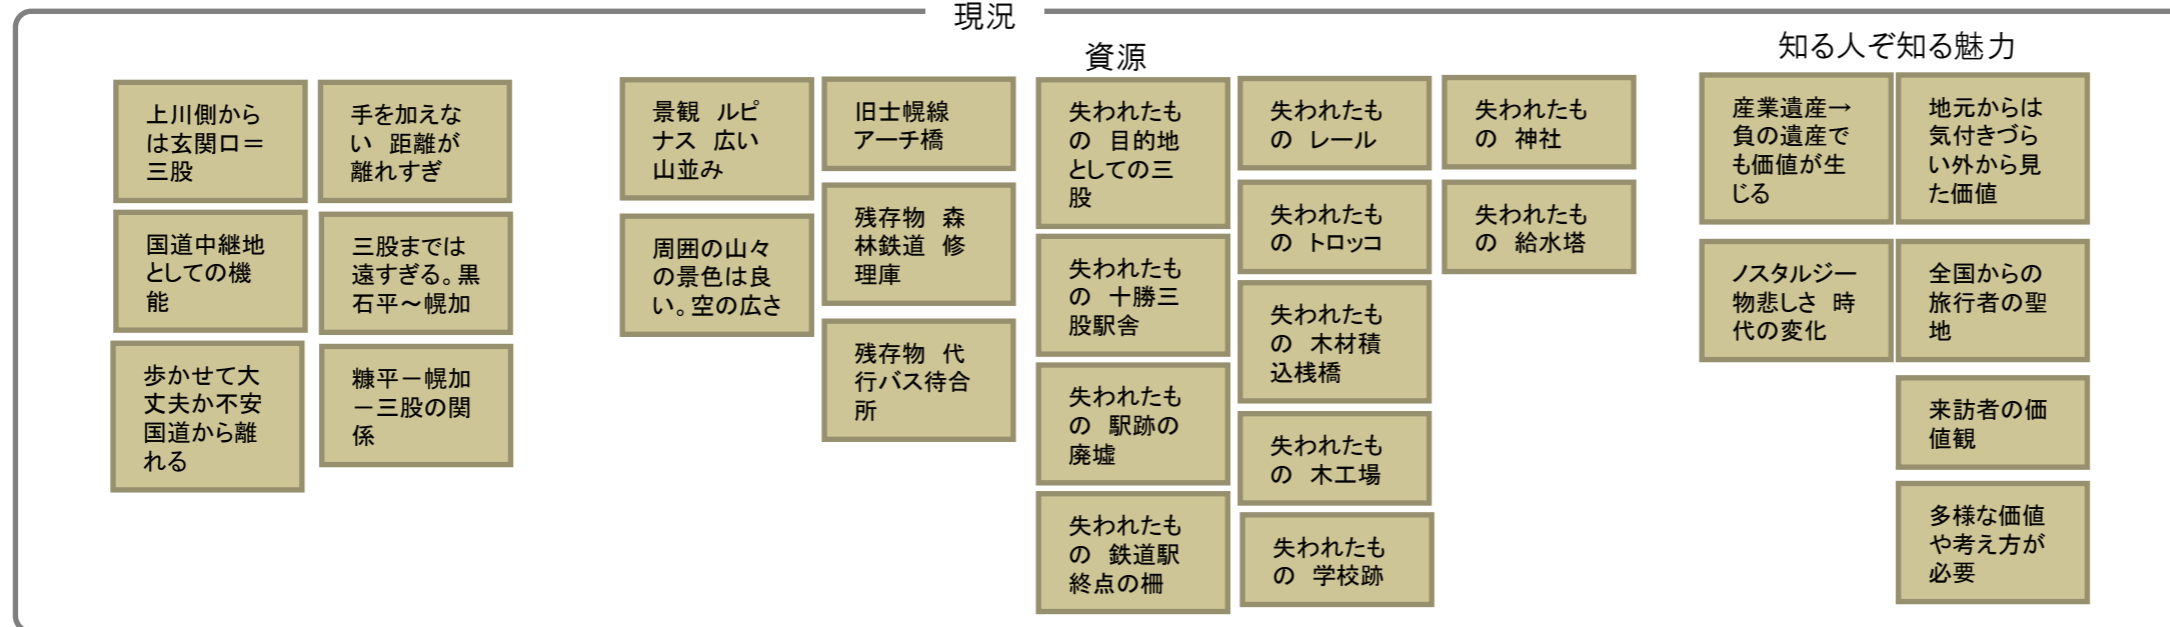 現況
上川側から
は玄関口＝
三股
手を加えな
い　距離が
離れすぎ
国道中継地
としての機
能
三股までは
遠すぎる。黒
石平～幌加
歩かせて大
丈夫か不安
国道から離
れる
糠平－幌加
－三股の関
係
資源
景観　ルピ
ナス　広い
山並み
周囲の山々
の景色は良
い。空の広さ
旧士幌線
アーチ橋
残存物　森
林鉄道　修
理庫
残存物　代
行バス待合
所
失われたも
の　目的地
としての三
股
失われたも
の　十勝三
股駅舎
失われたも
の　駅跡の
廃墟
失われたも
の　鉄道駅
終点の柵
失われたも
の　レール
失われたも
の　トロッコ
失われたも
の　木材積
込桟橋
失われたも
の　木工場
失われたも
の　学校跡
失われたも
の　神社
失われたも
の　給水塔
知る人ぞ知る魅力
産業遺産→
負の遺産で
も価値が生
じる
ノスタルジー
物悲しさ　時
代の変化
地元からは
気付きづら
い外から見
た価値
全国からの
旅行者の聖
地
来訪者の価
値観
多様な価値
や考え方が
必要